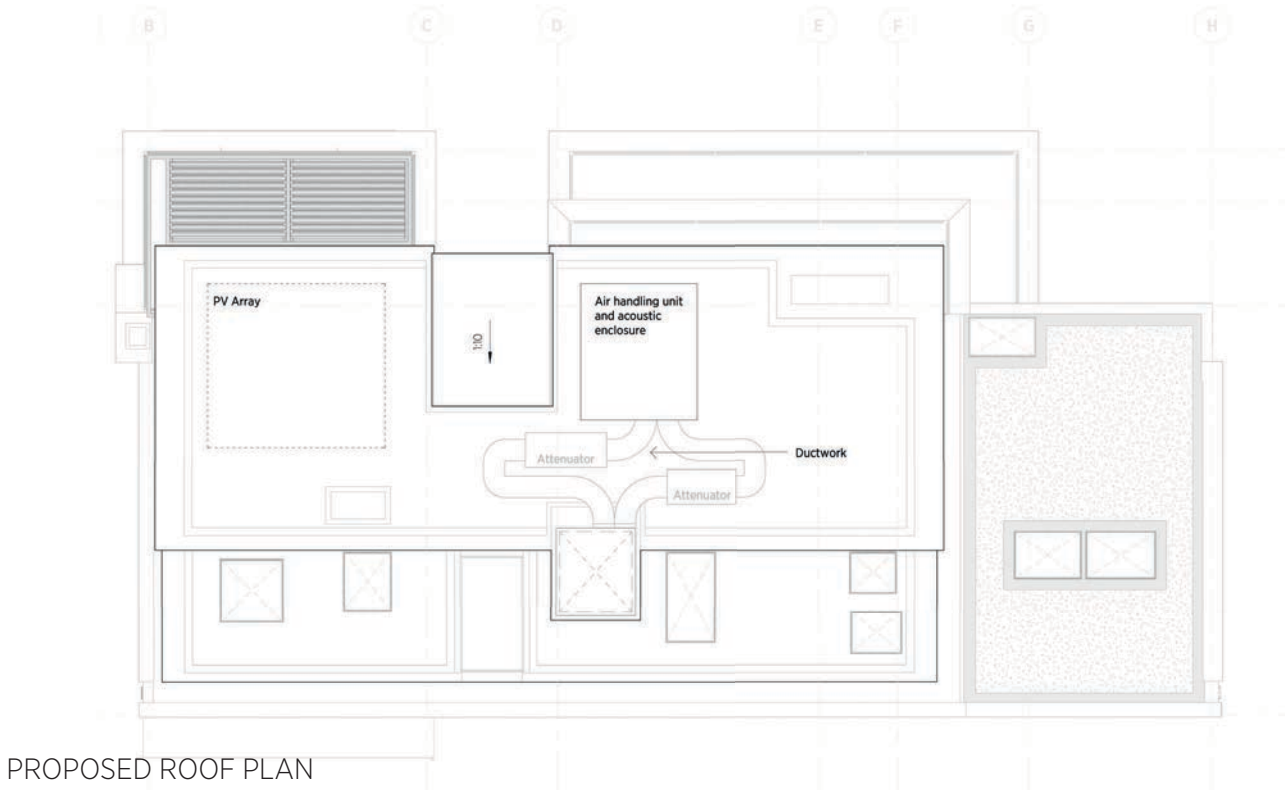 B
C
D
E
F
G
H
PV Array
Air handling unit
and acoustic
enclosure
1:10
Attenuator
Ductwork
Attenuator
PROPOSED ROOF PLAN